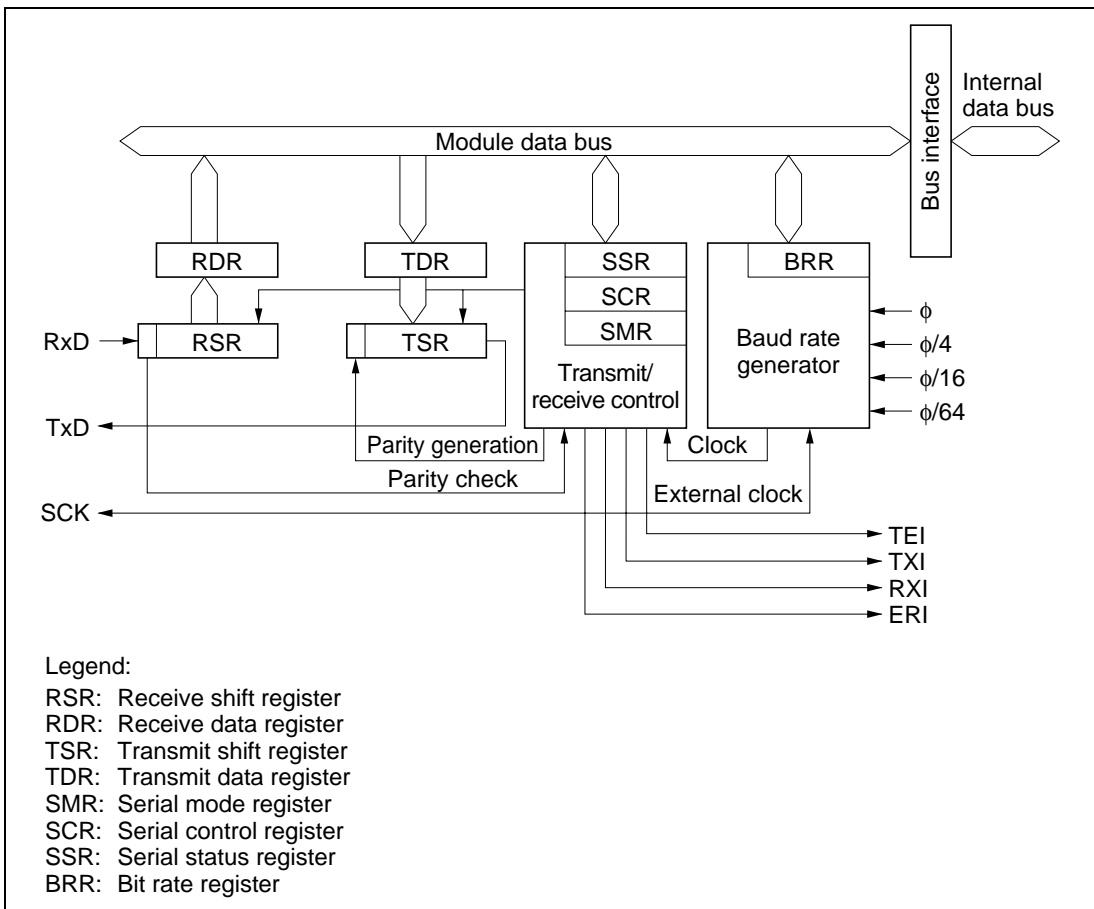 Internal
data bus
Bus interface
Module data bus
RDR
TDR
SSR
BRR
SCR
RxD
RSR
TSR
SMR
Baud rate
generator
ϕ
ϕ/4
ϕ/16
ϕ/64
Transmit/
receive control
TxD
Parity generation
Clock
Parity check
External clock
SCK
TEI
TXI
RXI
ERI
Legend:
RSR: Receive shift register
RDR: Receive data register
TSR: Transmit shift register
TDR: Transmit data register
SMR: Serial mode register
SCR: Serial control register
SSR: Serial status register
BRR: Bit rate register